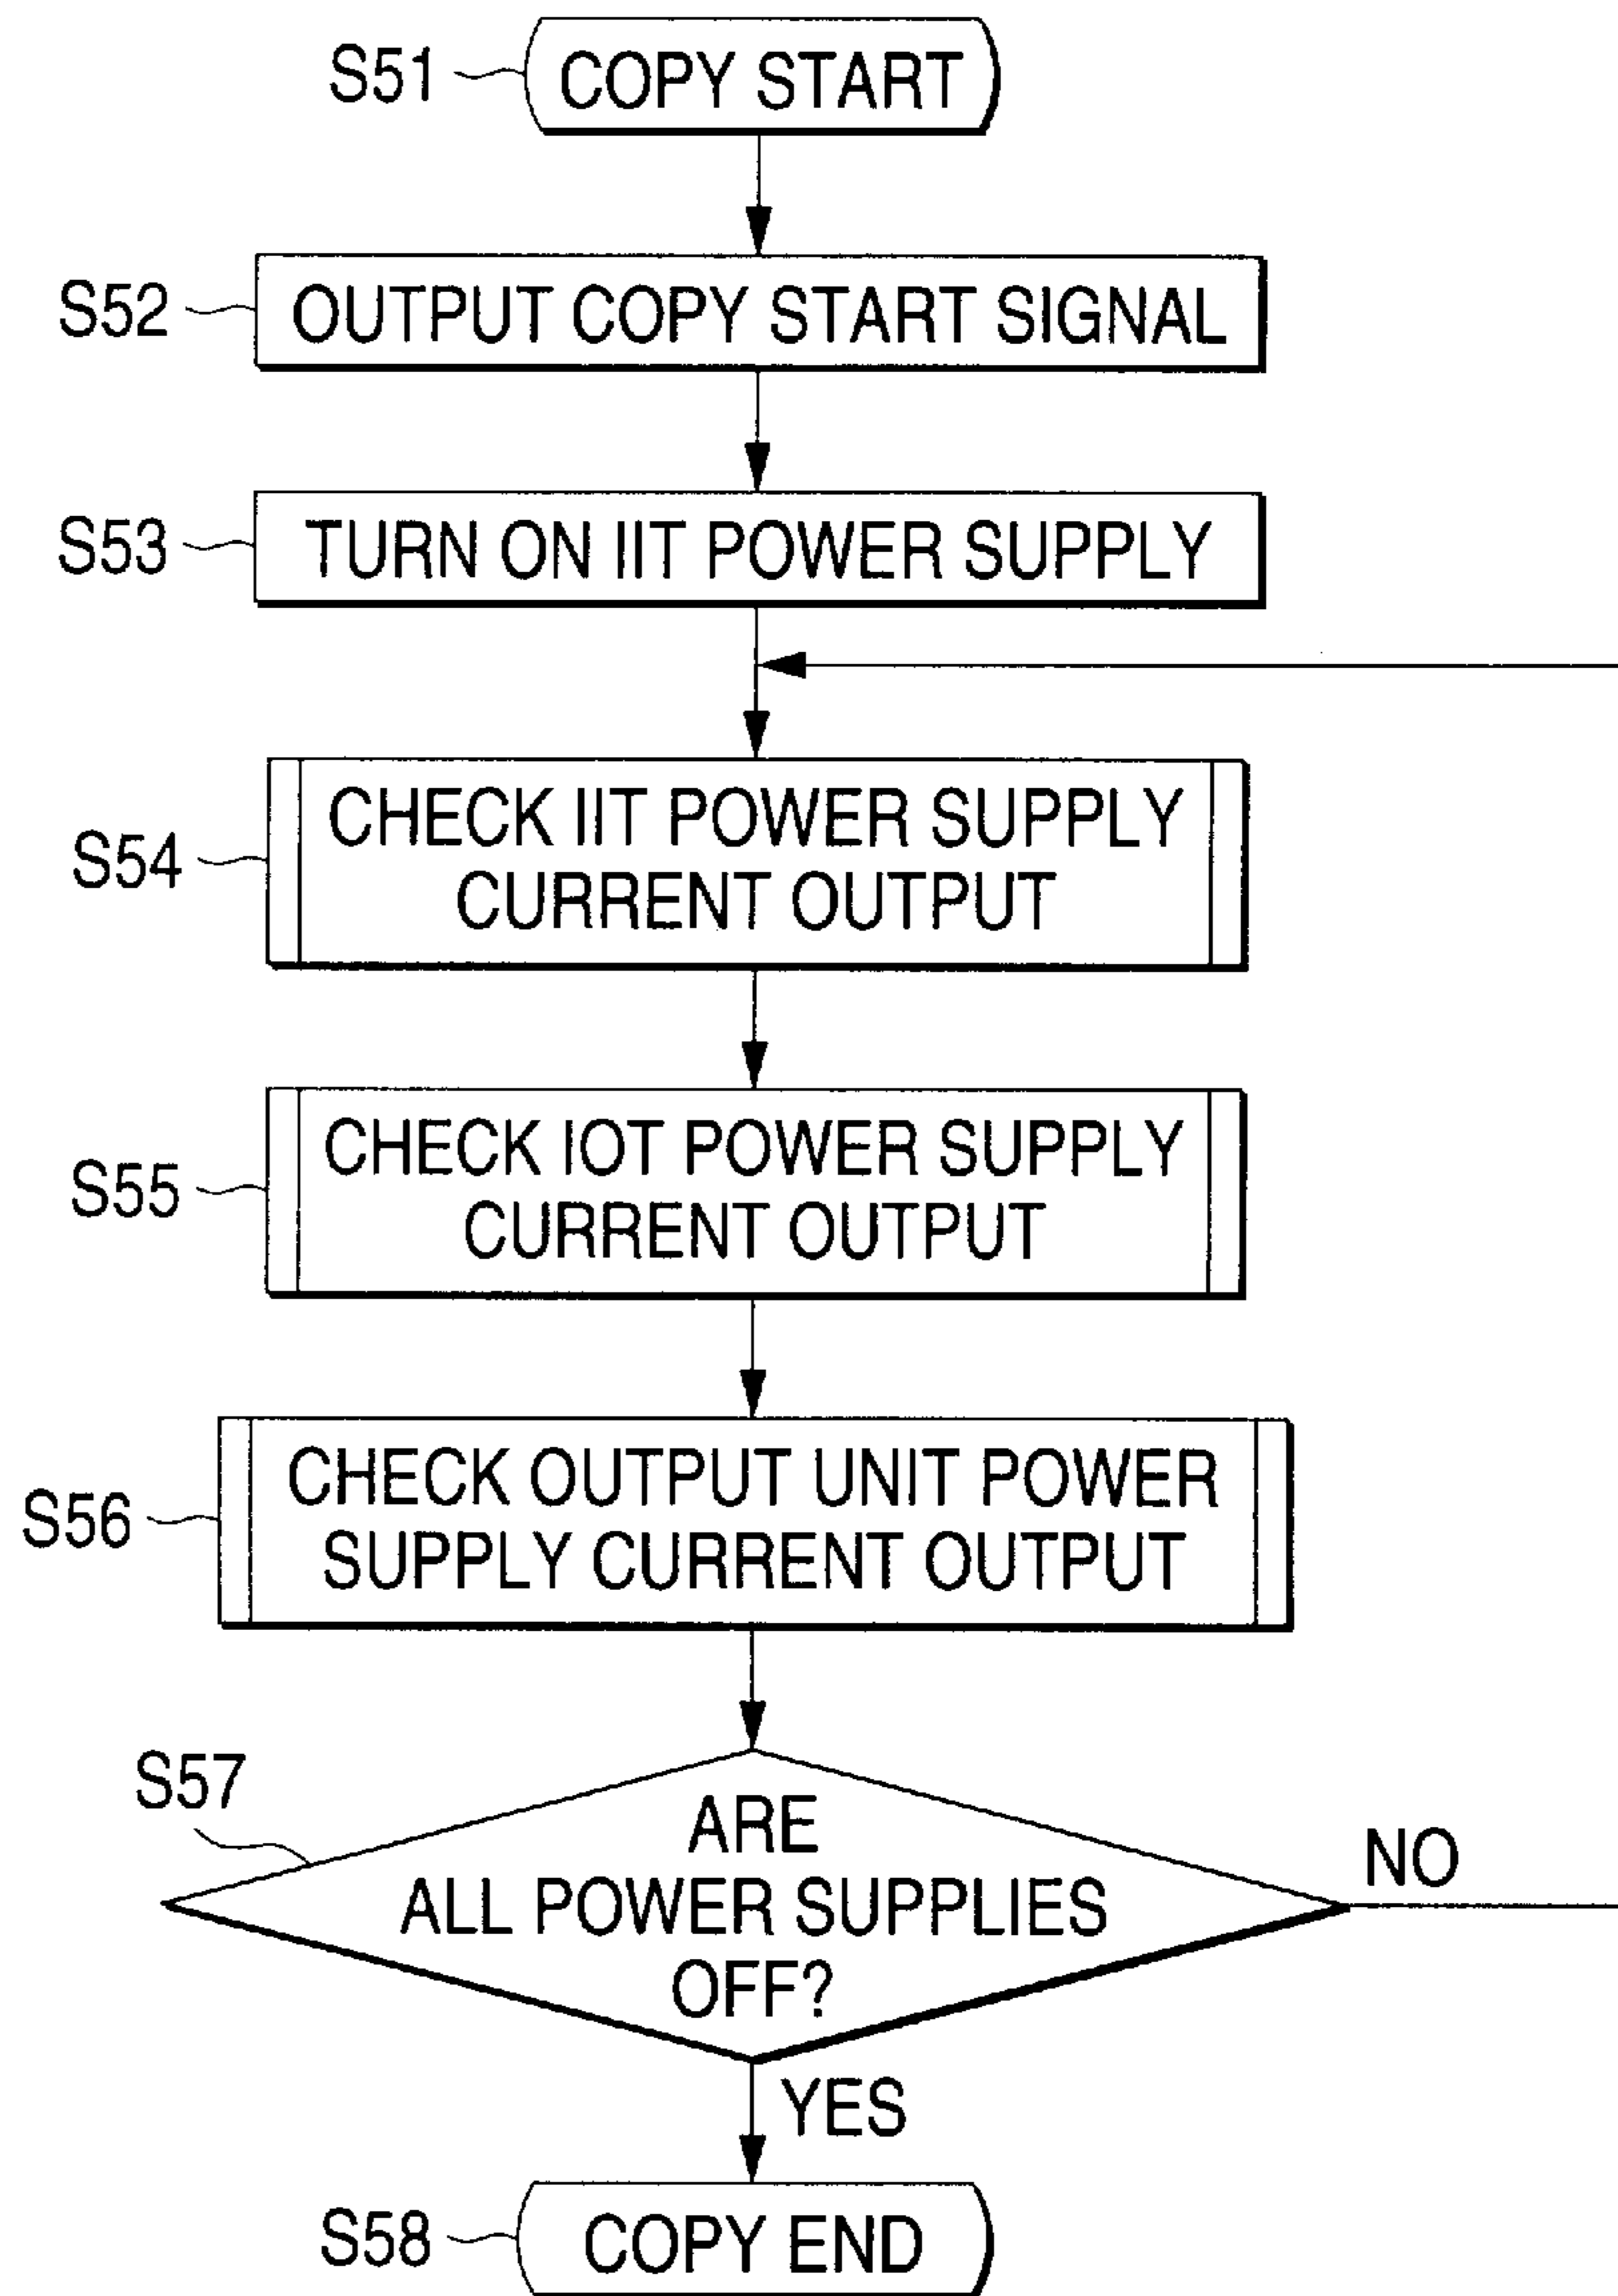 S51
COPY START
S52
OUTPUT COPY START SIGNAL
S53
TURN ON IIT POWER SUPPLY
S54
CHECK IIT POWER SUPPLY
CURRENT OUTPUT
S55
CHECK IOT POWER SUPPLY
CURRENT OUTPUT
S56
CHECK OUTPUT UNIT POWER
SUPPLY CURRENT OUTPUT
S57
ARE
ALL POWER SUPPLIES
OFF?
NO
YES
S58
COPY END